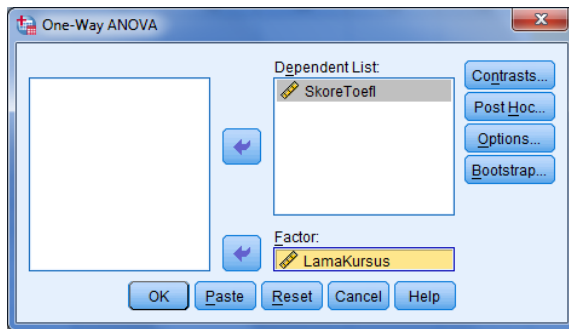 One-Way ANOVA
Dependent List:
SkoreToefl
Contrasts...
Post Hoc...
Options...
Bootstrap...
Factor:
LamaKursus
OK Paste Reset Cancel Help